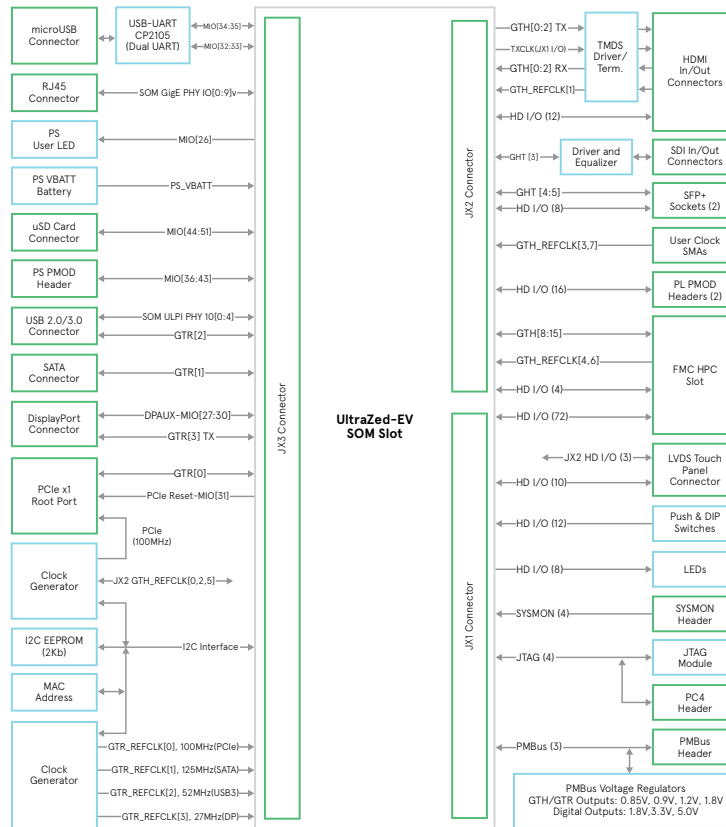 microUSB
Connector
USB-UART
CP2105
(Dual UART)
MIO[34:35]
MIO[32:33]
RJ45
Connector
SOM GigE PHY IO[0:9]v
PS
User LED
MIO[26]
PS VBATT
Battery
PS_VBATT
uSD Card
Connector
MIO[44:51]
PS PMOD
Header
MIO[36:43]
USB 2.0/3.0
Connector
SOM ULPI PHY 10[0:4]
GTR[2]
SATA
Connector
GTR[1]
DisplayPort
Connector
DPAUX-MIO[27:30]
GTR[3] TX
PCIe x1
Root Port
GTR[0]
PCIe Reset-MIO[31]
PCIe
(100MHz)
Clock
Generator
JX2 GTH_REFCLK[0,2,5]
I2C EEPROM
(2Kb)
I2C Interface
MAC
Address
Clock
Generator
GTR_REFCLK[0], 100MHz(PCIe)
GTR_REFCLK[1], 125MHz(SATA)
GTR_REFCLK[2], 52MHz(USB3)
GTR_REFCLK[3], 27MHz(DP)
JX3 Connector
UltraZed-EV
SOM Slot
JX2 Connector
JX1 Connector
GTH[0:2] TX
TXCLK(JX1 I/O)
GTH[0:2] RX
GTH_REFCLK[1]
TMDS
Driver/
Term.
HDMI
In/Out
Connectors
HD I/O (12)
GHT [3]
Driver and
Equalizer
SDI In/Out
Connectors
GHT [4:5]
HD I/O (8)
SFP+
Sockets (2)
GTH_REFCLK[3,7]
User Clock
SMAs
HD I/O (16)
PL PMOD
Headers (2)
GTH[8:15]
GTH_REFCLK[4,6]
HD I/O (4)
HD I/O (72)
FMC HPC
Slot
JX2 HD I/O (3)
HD I/O (10)
LVDS Touch
Panel
Connector
HD I/O (12)
Push & DIP
Switches
HD I/O (8)
LEDs
SYSMON (4)
SYSMON
Header
JTAG (4)
JTAG
Module
PC4
Header
PMBus (3)
PMBus
Header
PMBus Voltage Regulators
GTH/GTR Outputs: 0.85V, 0.9V, 1.2V, 1.8V
Digital Outputs: 1.8V,3.3V, 5.0V